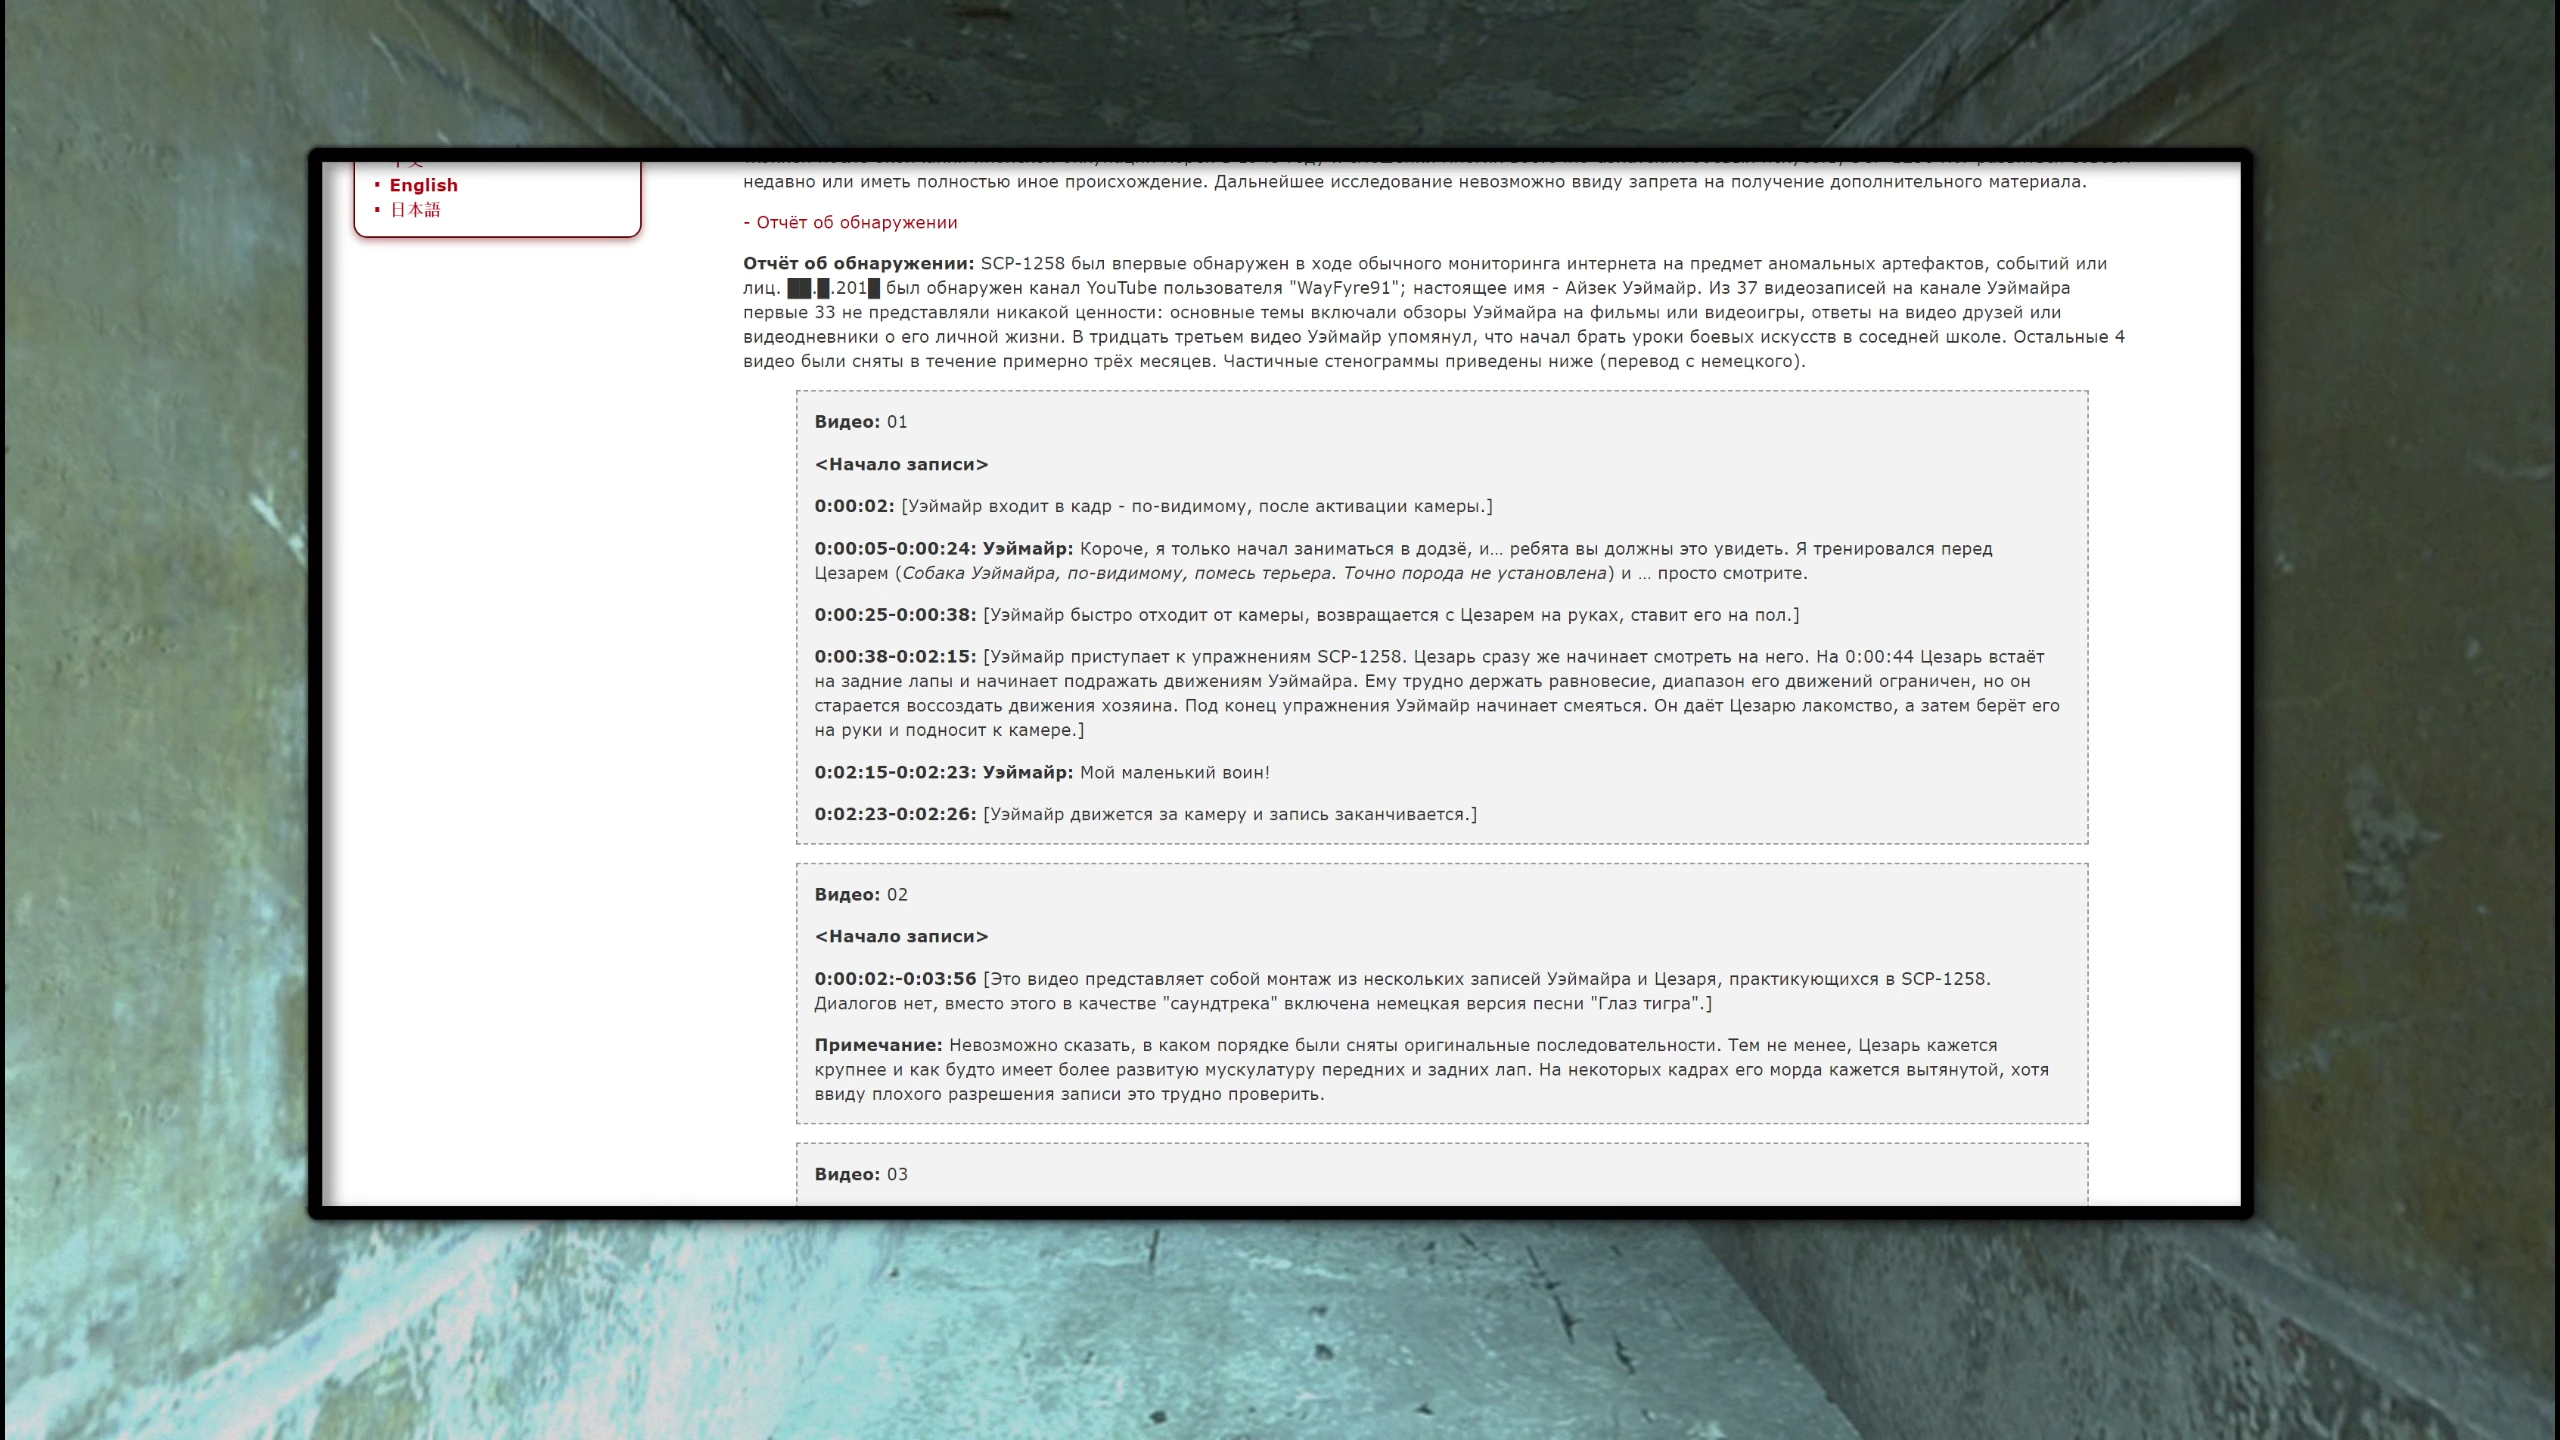 English
日本語
недавно или иметь полностью иное происхождение. Дальнейшее исследование невозможно ввиду запрета на получение дополнительного материала.
- Отчёт об обнаружении
Отчёт об обнаружении: SCP-1258 был впервые обнаружен в ходе обычного мониторинга интернета на предмет аномальных артефактов, событий или
лиц. ██.█.201█ был обнаружен канал YouTube пользователя "WayFyre91"; настоящее имя - Айзек Уэймайр. Из 37 видеозаписей на канале Уэймайра
первые 33 не представляли никакой ценности: основные темы включали обзоры Уэймайра на фильмы или видеоигры, ответы на видео друзей или
видеодневники о его личной жизни. В тридцать третьем видео Уэймайр упомянул, что начал брать уроки боевых искусств в соседней школе. Остальные 4
видео были сняты в течение примерно трёх месяцев. Частичные стенограммы приведены ниже (перевод с немецкого).
Видео: 01
<Начало записи>
0:00:02: [Уэймайр входит в кадр - по-видимому, после активации камеры.]
0:00:05-0:00:24: Уэймайр: Короче, я только начал заниматься в додзё, и… ребята вы должны это увидеть. Я тренировался перед
Цезарем (Собака Уэймайра, по-видимому, помесь терьера. Точно порода не установлена) и … просто смотрите.
0:00:25-0:00:38: [Уэймайр быстро отходит от камеры, возвращается с Цезарем на руках, ставит его на пол.]
0:00:38-0:02:15: [Уэймайр приступает к упражнениям SCP-1258. Цезарь сразу же начинает смотреть на него. На 0:00:44 Цезарь встаёт
на задние лапы и начинает подражать движениям Уэймайра. Ему трудно держать равновесие, диапазон его движений ограничен, но он
старается воссоздать движения хозяина. Под конец упражнения Уэймайр начинает смеяться. Он даёт Цезарю лакомство, а затем берёт его
на руки и подносит к камере.]
0:02:15-0:02:23: Уэймайр: Мой маленький воин!
0:02:23-0:02:26: [Уэймайр движется за камеру и запись заканчивается.]
Видео: 02
<Начало записи>
0:00:02:-0:03:56 [Это видео представляет собой монтаж из нескольких записей Уэймайра и Цезаря, практикующихся в SCP-1258.
Диалогов нет, вместо этого в качестве "саундтрека" включена немецкая версия песни "Глаз тигра".]
Примечание: Невозможно сказать, в каком порядке были сняты оригинальные последовательности. Тем не менее, Цезарь кажется
крупнее и как будто имеет более развитую мускулатуру передних и задних лап. На некоторых кадрах его морда кажется вытянутой, хотя
ввиду плохого разрешения записи это трудно проверить.
Видео: 03